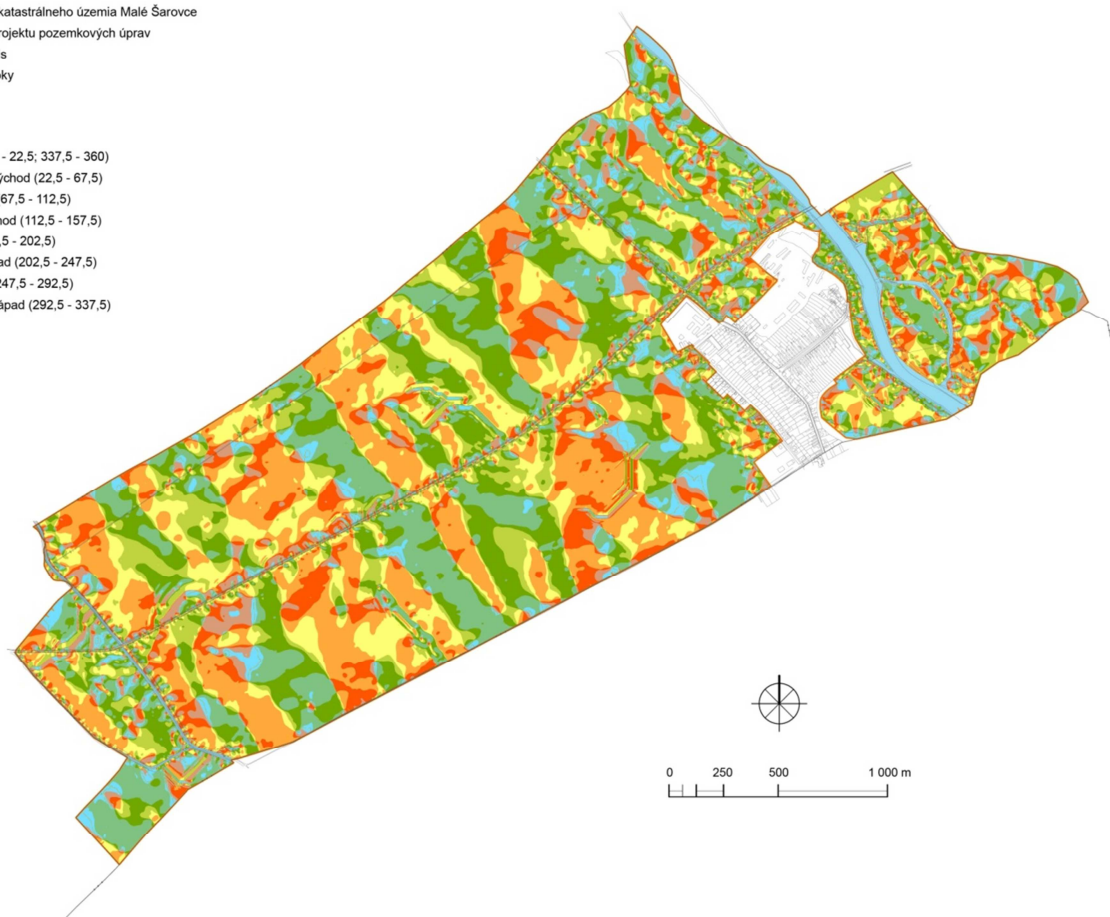 katastrálneho územia Malé Šarovce
rojektu pozemkových úprav
s
ky
- 22,5; 337,5 - 360)
ýchod (22,5 - 67,5)
67,5 - 112,5)
hod (112,5 - 157,5)
,5 - 202,5)
ad (202,5 - 247,5)
247,5 - 292,5)
ápad (292,5 - 337,5)
0 250 500 1 000 m